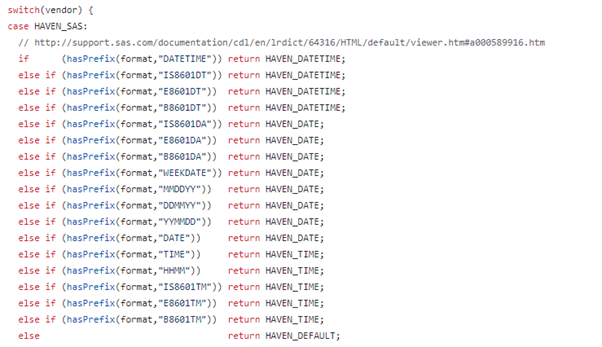 switch(vendor) {
case HAVEN_SAS:
  // http://support.sas.com/documentation/cdl/en/lrdict/64316/HTML/default/viewer.htm#a000589916.htm
  if      (hasPrefix(format,"DATETIME")) return HAVEN_DATETIME;
  else if (hasPrefix(format,"IS8601DT")) return HAVEN_DATETIME;
  else if (hasPrefix(format,"E8601DT"))  return HAVEN_DATETIME;
  else if (hasPrefix(format,"B8601DT"))  return HAVEN_DATETIME;
  else if (hasPrefix(format,"IS8601DA")) return HAVEN_DATE;
  else if (hasPrefix(format,"E8601DA"))  return HAVEN_DATE;
  else if (hasPrefix(format,"B8601DA"))  return HAVEN_DATE;
  else if (hasPrefix(format,"WEEKDATE")) return HAVEN_DATE;
  else if (hasPrefix(format,"MMDDYY"))   return HAVEN_DATE;
  else if (hasPrefix(format,"DDMMYY"))   return HAVEN_DATE;
  else if (hasPrefix(format,"YYMMDD"))   return HAVEN_DATE;
  else if (hasPrefix(format,"DATE"))     return HAVEN_DATE;
  else if (hasPrefix(format,"TIME"))     return HAVEN_TIME;
  else if (hasPrefix(format,"HHMM"))     return HAVEN_TIME;
  else if (hasPrefix(format,"IS8601TM")) return HAVEN_TIME;
  else if (hasPrefix(format,"E8601TM"))  return HAVEN_TIME;
  else if (hasPrefix(format,"B8601TM"))  return HAVEN_TIME;
  else                                   return HAVEN_DEFAULT;